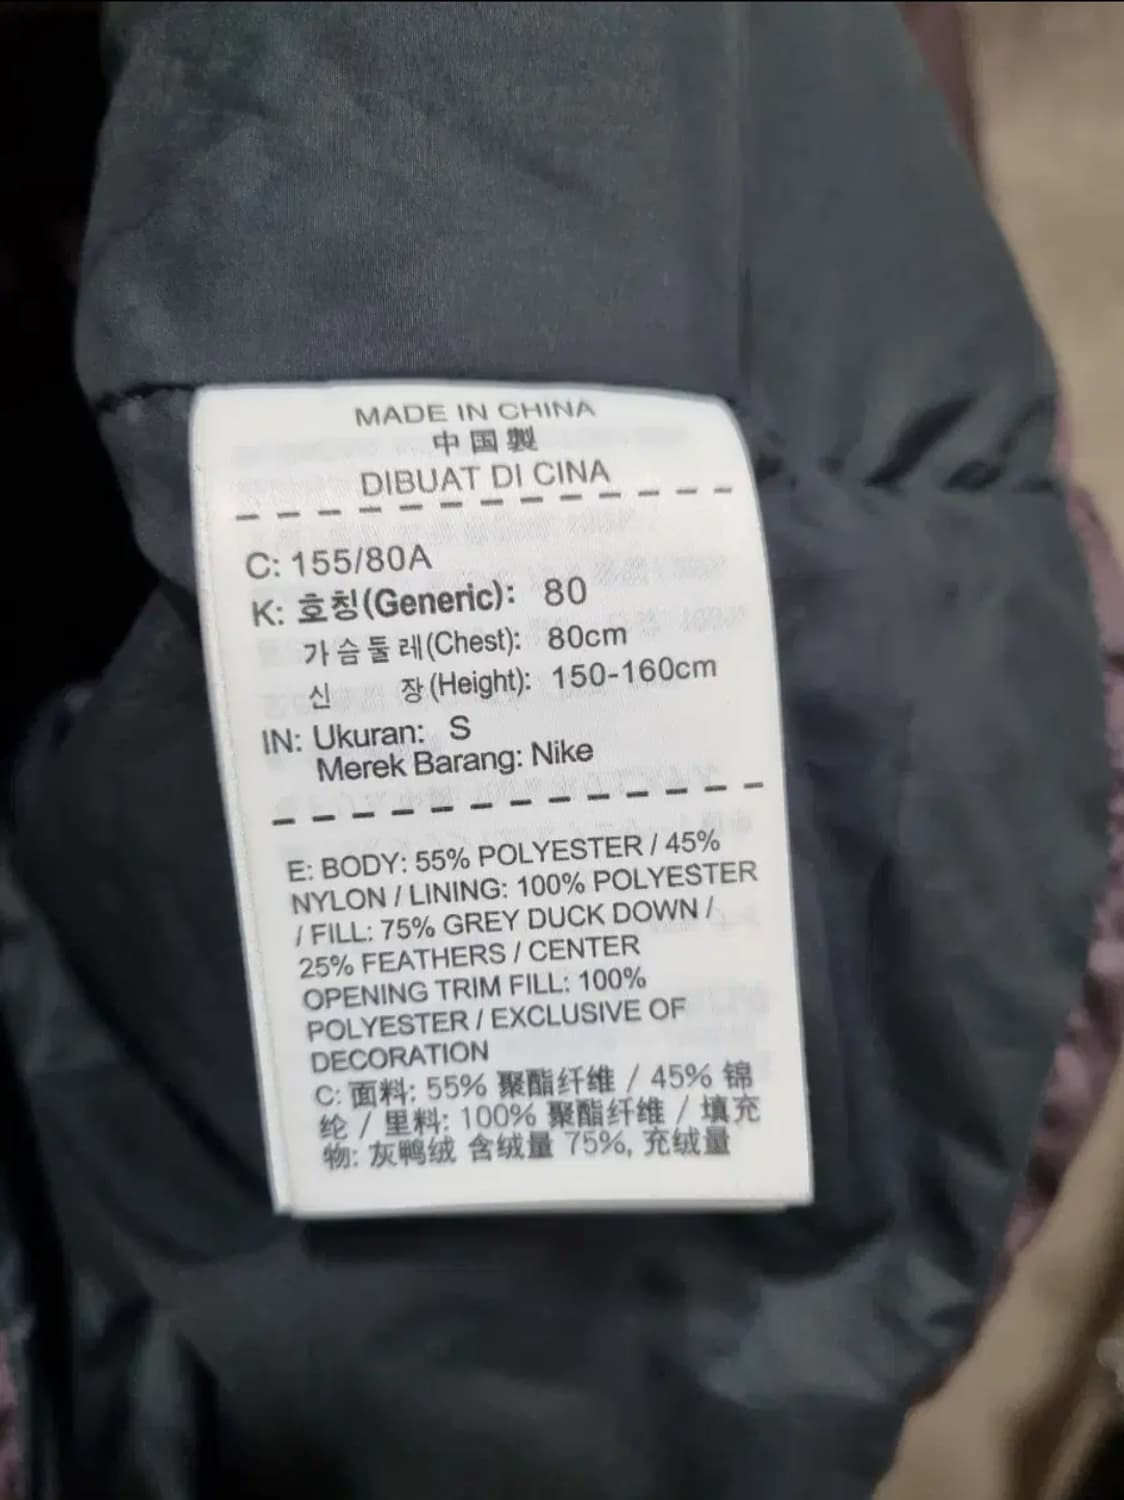 MADE IN CHINA
中国製
DIBUAT DI CINA
C: 155/80A
K: 호칭(Generic): 80
가슴둘레(Chest): 80cm
신 장(Height): 150-160cm
IN: Ukuran: S
Merek Barang: Nike
E: BODY: 55% POLYESTER / 45%
NYLON / LINING: 100% POLYESTER
/ FILL: 75% GREY DUCK DOWN /
25% FEATHERS / CENTER
OPENING TRIM FILL: 100%
POLYESTER / EXCLUSIVE OF
DECORATION
C: 面料: 55% 聚酯纤维 / 45% 锦
纶 / 里料: 100% 聚酯纤维 / 填充
物: 灰鸭绒 含绒量 75%, 充绒量